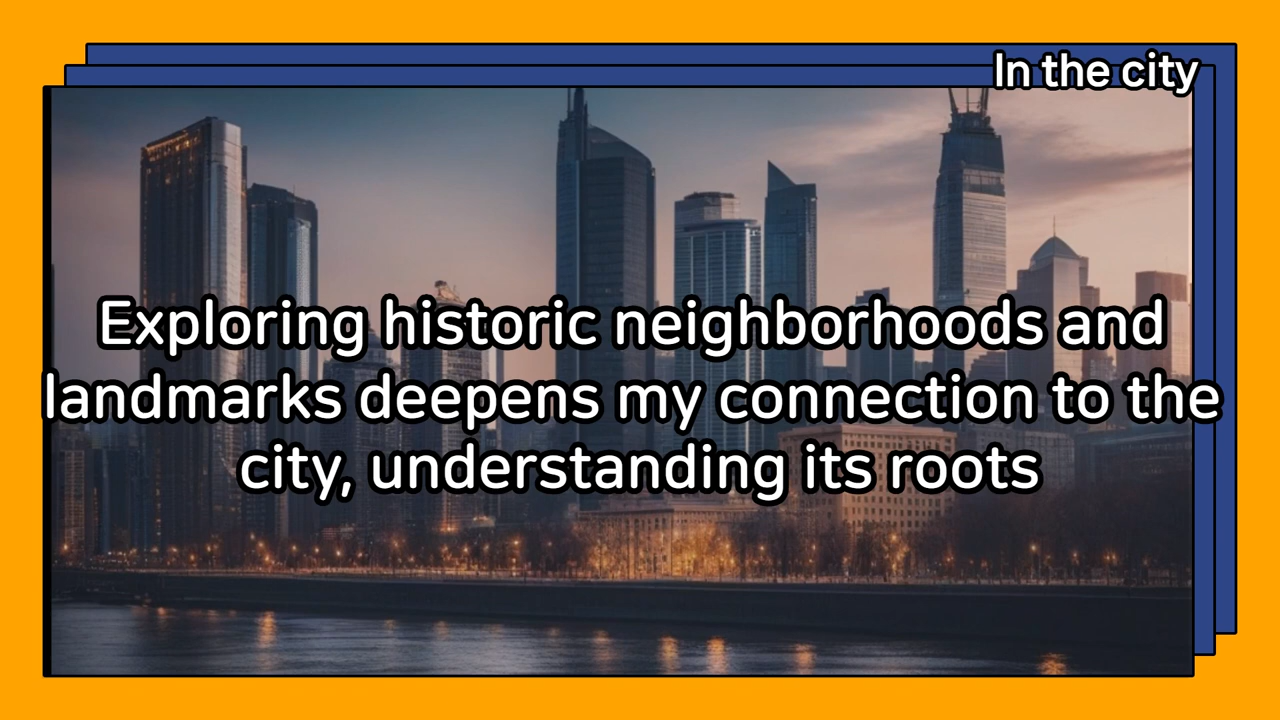 In the city
Exploring historic neighborhoods and
landmarks deepens my connection to the
city, understanding its roots